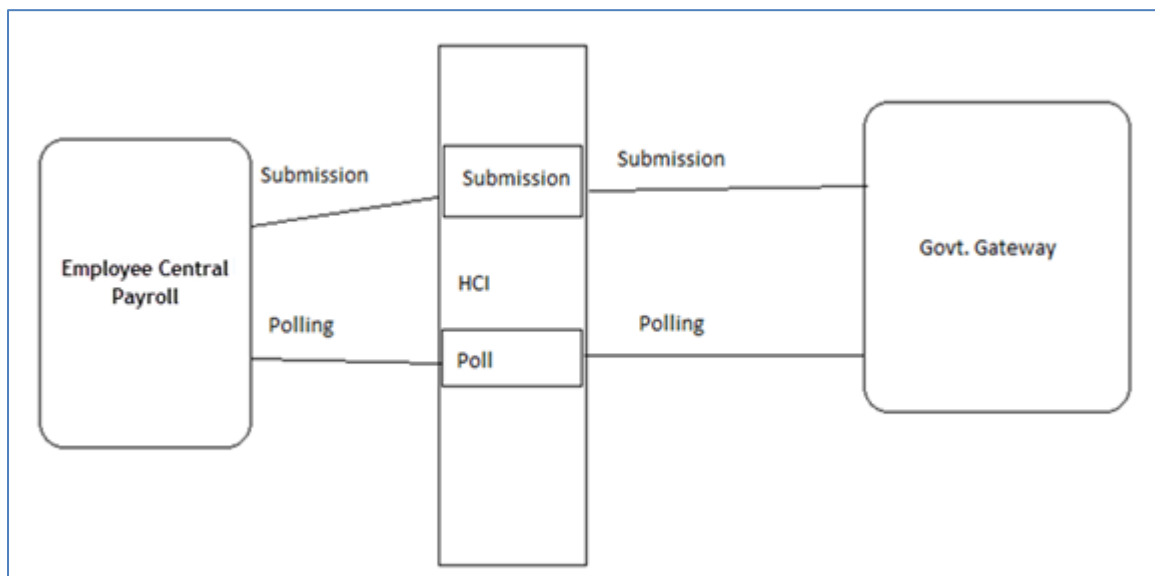 Employee Central
Payroll
Submission
Polling
Submission
HCI
Poll
Submission
Polling
Govt. Gateway